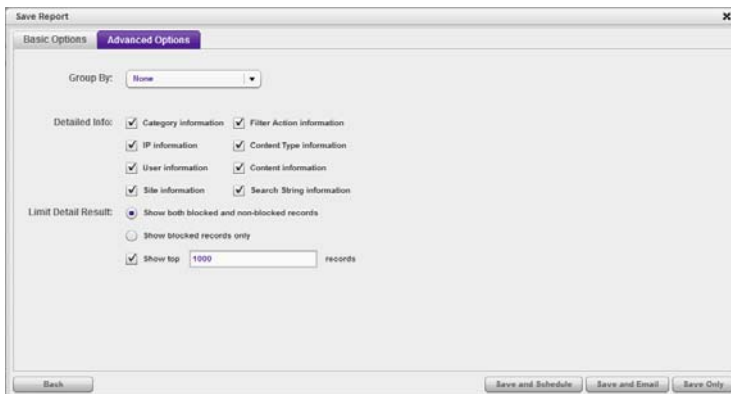 Save Report
Basic Options Advanced Options
Group By: None
Detailed Info: Category information Filter Action information
IP information Content Type information
User information Content information
Site information Search String information
Limit Detail Result: Show both blocked and non-blocked records
Show blocked records only
Show top 1000 records
Back Save and Schedule Save and Email Save Only